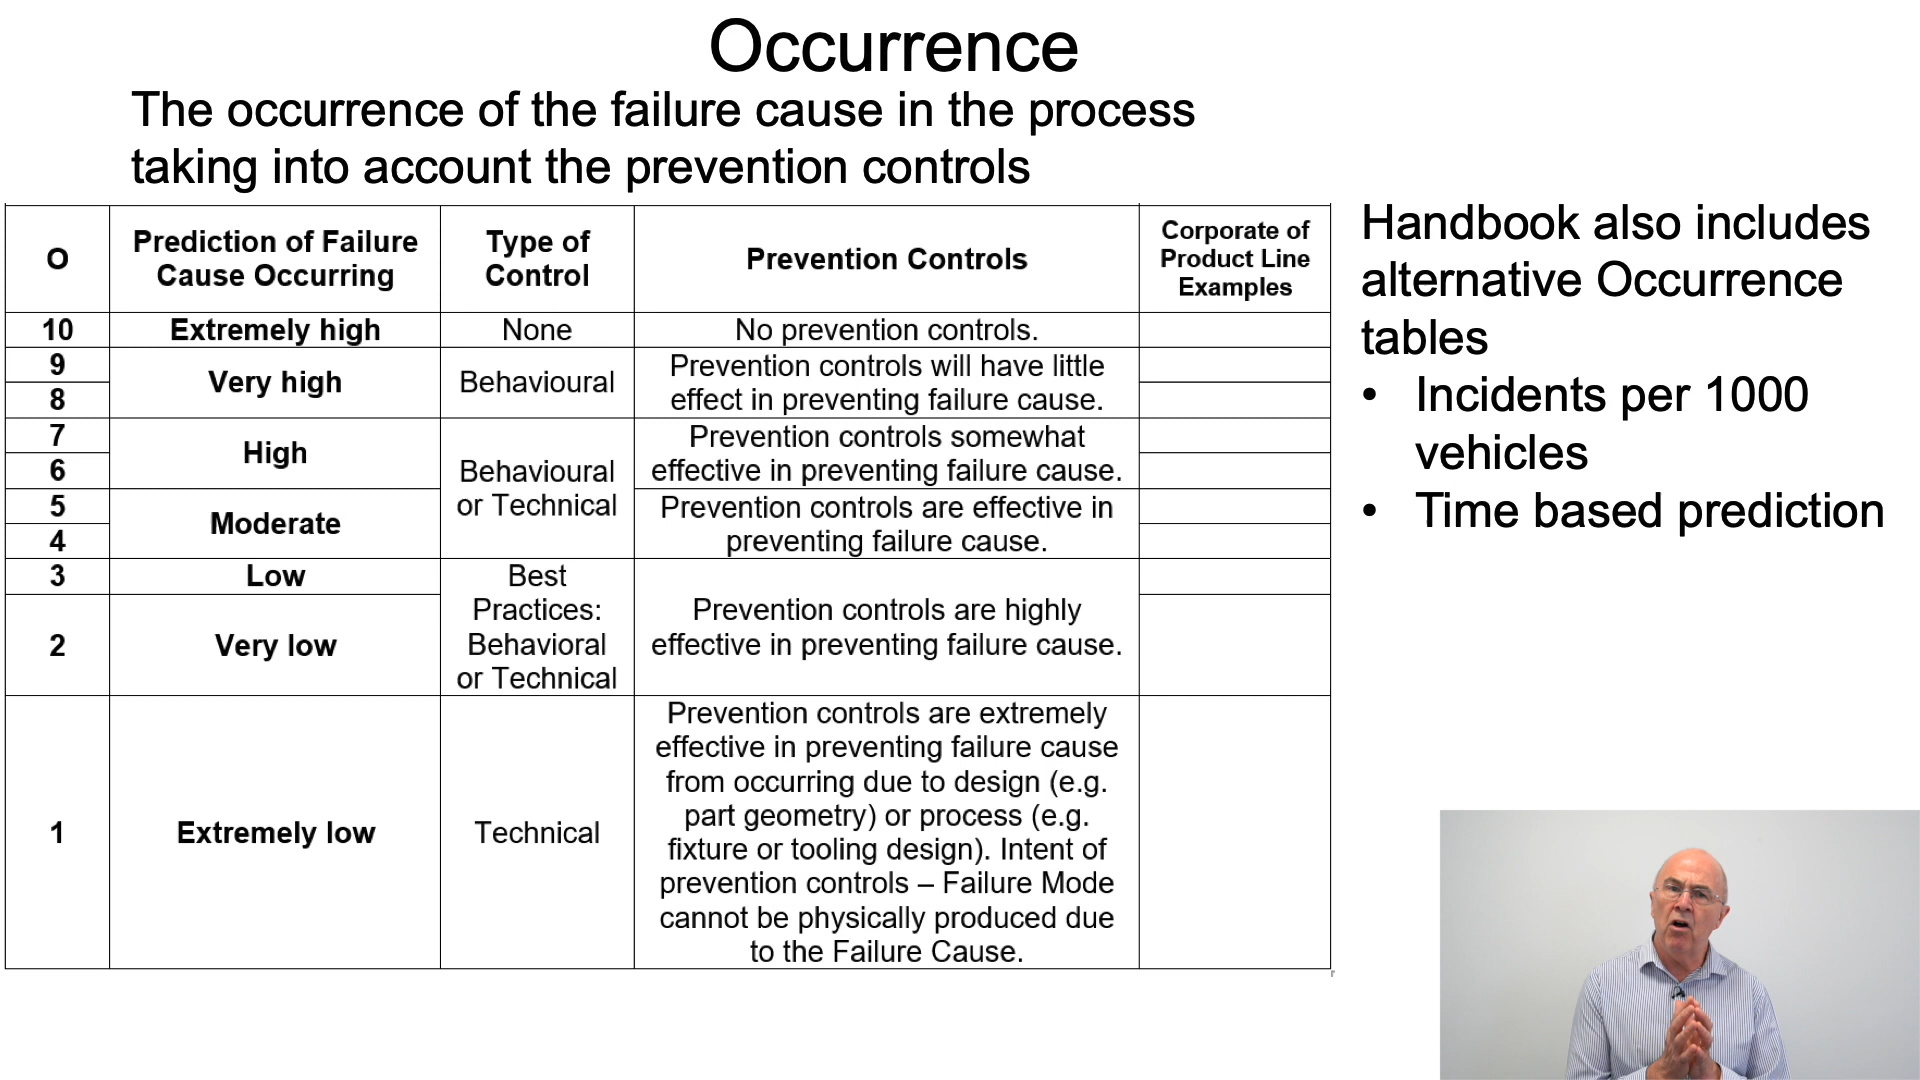 Occurrence
The occurrence of the failure cause in the process
taking into account the prevention controls
O
Prediction of Failure
Cause Occurring
Type of
Control
Prevention Controls
Corporate of
Product Line
Examples
10
Extremely high
None
No prevention controls.
9
8
Very high
Behavioural
Prevention controls will have little
effect in preventing failure cause.
7
6
High
Behavioural
or Technical
Prevention controls somewhat
effective in preventing failure cause.
5
4
Moderate
Prevention controls are effective in
preventing failure cause.
3
Low
Best
Practices:
Behavioral
or Technical
Prevention controls are highly
effective in preventing failure cause.
2
Very low
1
Extremely low
Technical
Prevention controls are extremely
effective in preventing failure cause
from occurring due to design (e.g.
part geometry) or process (e.g.
fixture or tooling design). Intent of
prevention controls – Failure Mode
cannot be physically produced due
to the Failure Cause.
Handbook also includes
alternative Occurrence
tables
• Incidents per 1000
vehicles
• Time based prediction